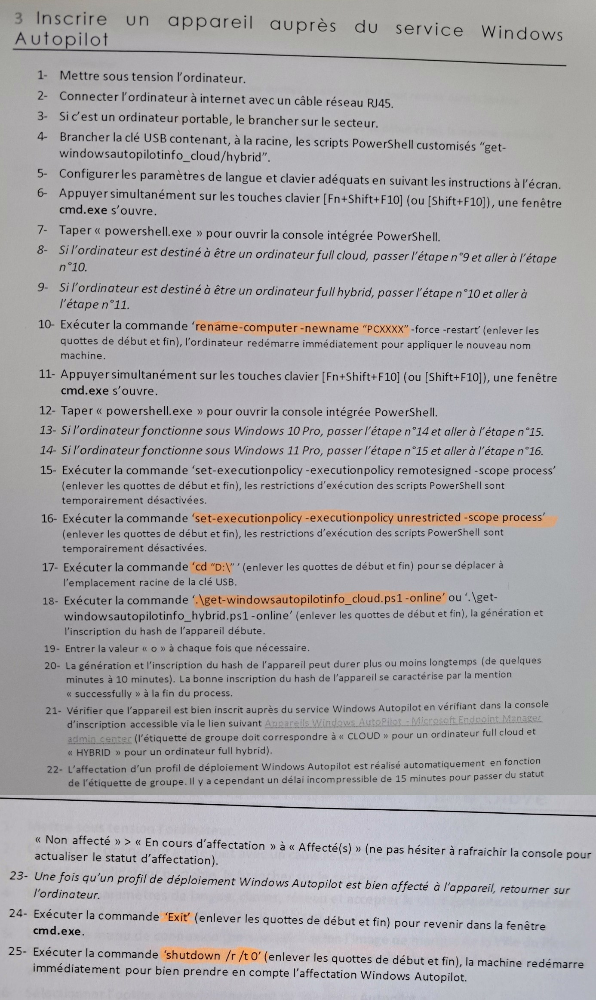 3 Inscrire un appareil auprès du service Windows
Autopilot
1- Mettre sous tension l’ordinateur.
2- Connecter l’ordinateur à internet avec un câble réseau RJ45.
3- Si c’est un ordinateur portable, le brancher sur le secteur.
4- Brancher la clé USB contenant, à la racine, les scripts PowerShell customisés “get-
windowsautopilotinfo_cloud/hybrid”.
5- Configurer les paramètres de langue et clavier adéquats en suivant les instructions à l’écran.
6- Appuyer simultanément sur les touches clavier [Fn+Shift+F10] (ou [Shift+F10]), une fenêtre
cmd.exe s’ouvre.
7- Taper « powershell.exe » pour ouvrir la console intégrée PowerShell.
8- Si l’ordinateur est destiné à être un ordinateur full cloud, passer l’étape n°9 et aller à l’étape
n°10.
9- Si l’ordinateur est destiné à être un ordinateur full hybrid, passer l’étape n°10 et aller à
l’étape n°11.
10- Exécuter la commande ‘rename-computer -newname “PCXXXX” -force -restart’ (enlever les
quottes de début et fin), l’ordinateur redémarre immédiatement pour appliquer le nouveau nom
machine.
11- Appuyer simultanément sur les touches clavier [Fn+Shift+F10] (ou [Shift+F10]), une fenêtre
cmd.exe s’ouvre.
12- Taper « powershell.exe » pour ouvrir la console intégrée PowerShell.
13- Si l’ordinateur fonctionne sous Windows 10 Pro, passer l’étape n°14 et aller à l’étape n°15.
14- Si l’ordinateur fonctionne sous Windows 11 Pro, passer l’étape n°15 et aller à l’étape n°16.
15- Exécuter la commande ‘set-executionpolicy -executionpolicy remotesigned -scope process’
(enlever les quottes de début et fin), les restrictions d’exécution des scripts PowerShell sont
temporairement désactivées.
16- Exécuter la commande ‘set-executionpolicy -executionpolicy unrestricted -scope process’
(enlever les quottes de début et fin), les restrictions d’exécution des scripts PowerShell sont
temporairement désactivées.
17- Exécuter la commande ‘cd “D:\” ’ (enlever les quottes de début et fin) pour se déplacer à
l’emplacement racine de la clé USB.
18- Exécuter la commande ‘.\get-windowsautopilotinfo_cloud.ps1 -online’ ou ‘.\get-
windowsautopilotinfo_hybrid.ps1 -online’ (enlever les quottes de début et fin), la génération et
l’inscription du hash de l’appareil débute.
19- Entrer la valeur « o » à chaque fois que nécessaire.
20- La génération et l’inscription du hash de l’appareil peut durer plus ou moins longtemps (de quelques
minutes à 10 minutes). La bonne inscription du hash de l’appareil se caractérise par la mention
« successfully » à la fin du process.
21- Vérifier que l’appareil est bien inscrit auprès du service Windows Autopilot en vérifiant dans la console
d’inscription accessible via le lien suivant Appareils Windows AutoPilot - Microsoft Endpoint Manager
admin center (l’étiquette de groupe doit correspondre à « CLOUD » pour un ordinateur full cloud et
« HYBRID » pour un ordinateur full hybrid).
22- L’affectation d’un profil de déploiement Windows Autopilot est réalisé automatiquement en fonction
de l’étiquette de groupe. Il y a cependant un délai incompressible de 15 minutes pour passer du statut
« Non affecté » > « En cours d’affectation » à « Affecté(s) » (ne pas hésiter à rafraichir la console pour
actualiser le statut d’affectation).
23- Une fois qu’un profil de déploiement Windows Autopilot est bien affecté à l’appareil, retourner sur
l’ordinateur.
24- Exécuter la commande ‘Exit’ (enlever les quottes de début et fin) pour revenir dans la fenêtre
cmd.exe.
25- Exécuter la commande ‘shutdown /r /t 0’ (enlever les quottes de début et fin), la machine redémarre
immédiatement pour bien prendre en compte l’affectation Windows Autopilot.